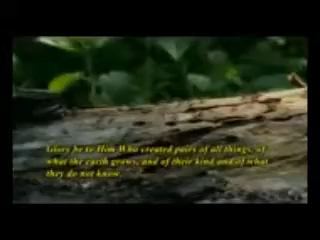 Glory be to Him Who created pairs of all things, of
what the earth grows, and of their kind and of what
they do not know.